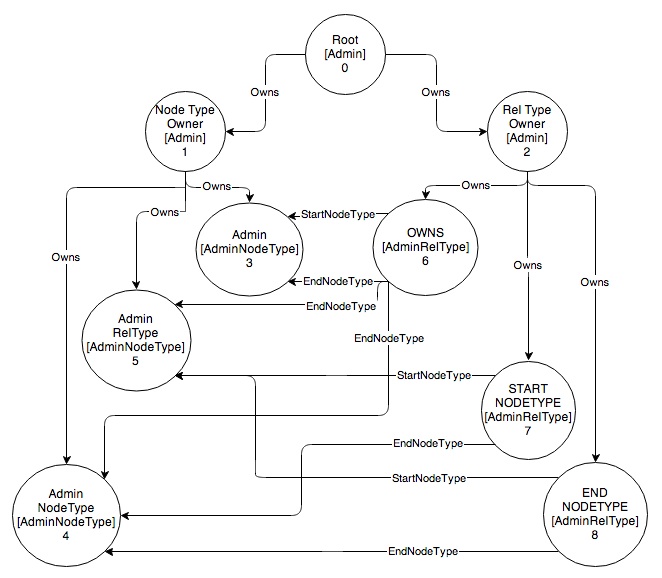 Root
[Admin]
0
Owns
Owns
Node Type
Owner
[Admin]
1
Rel Type
Owner
[Admin]
2
Owns
Owns
Owns
StartNodeType
Admin
[AdminNodeType]
3
OWNS
[AdminRelType]
6
Owns
Owns
Owns
EndNodeType
EndNodeType
Admin
RelType
[AdminNodeType]
5
EndNodeType
StartNodeType
START
NODETYPE
[AdminRelType]
7
EndNodeType
StartNodeType
Admin
NodeType
[AdminNodeType]
4
END
NODETYPE
[AdminRelType]
8
EndNodeType